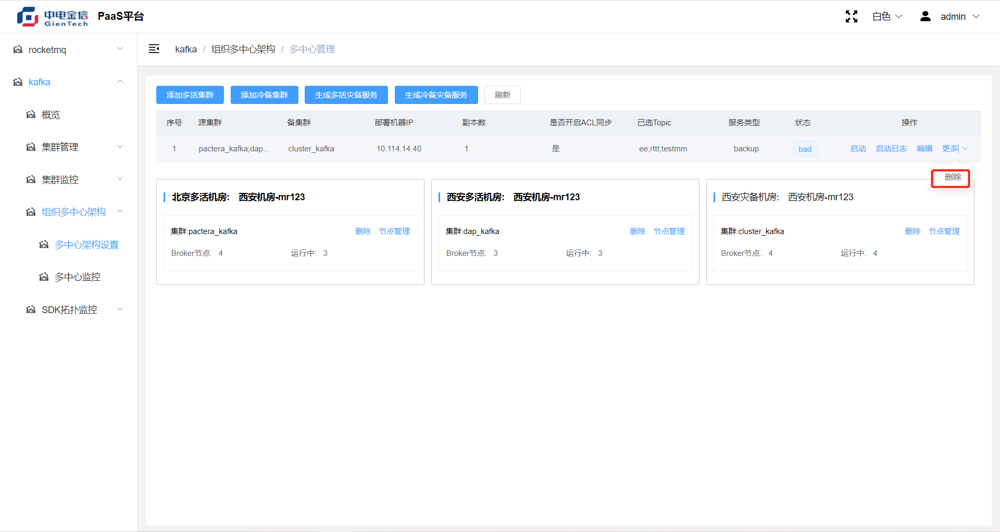 中电金信
GienTech
PaaS平台
白色
admin
rocketmq
kafka
概览
集群管理
集群监控
组织多中心架构
多中心架构设置
多中心监控
SDK拓扑监控
kafka / 组织多中心架构 / 多中心管理
添加多活集群 添加冷备集群 生成多活灾备服务 生成冷备灾备服务 刷新
序号 源集群 备集群 部署机器IP 副本数 是否开启ACL同步 已选Topic 服务类型 状态 操作
1 pactera_kafka;dap... cluster_kafka 10.114.14.40 1 是 ee;rttt;testmm backup bad 启动 启动日志 编辑 更多
删除
北京多活机房: 西安机房-mr123
集群:pactera_kafka 删除 节点管理
Broker节点: 4 运行中: 3
西安多活机房: 西安机房-mr123
集群:dap_kafka 删除 节点管理
Broker节点: 3 运行中: 3
西安灾备机房: 西安机房-mr123
集群:cluster_kafka 删除 节点管理
Broker节点: 4 运行中: 4